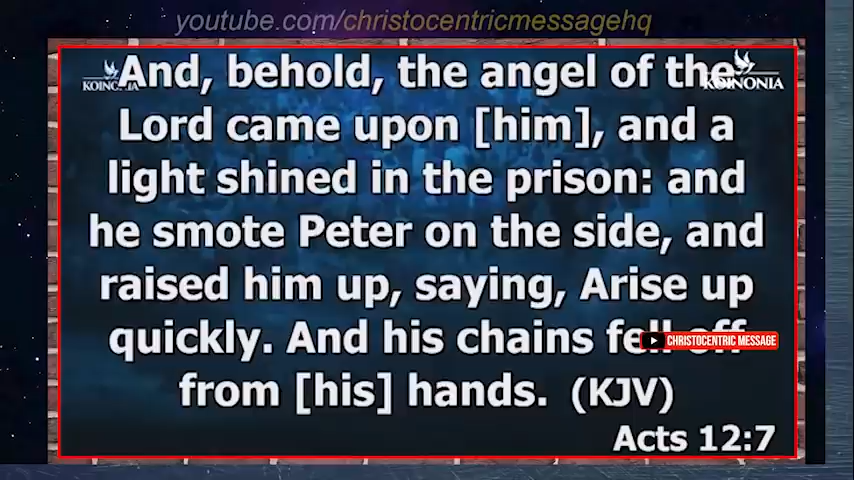 youtube.com/christocentricmessagehq
KOINONIA
KOINONIA
And, behold, the angel of the
Lord came upon [him], and a
light shined in the prison: and
he smote Peter on the side, and
raised him up, saying, Arise up
quickly. And his chains fell off
CHRISTOCENTRIC MESSAGE
from [his] hands. (KJV)
Acts 12:7